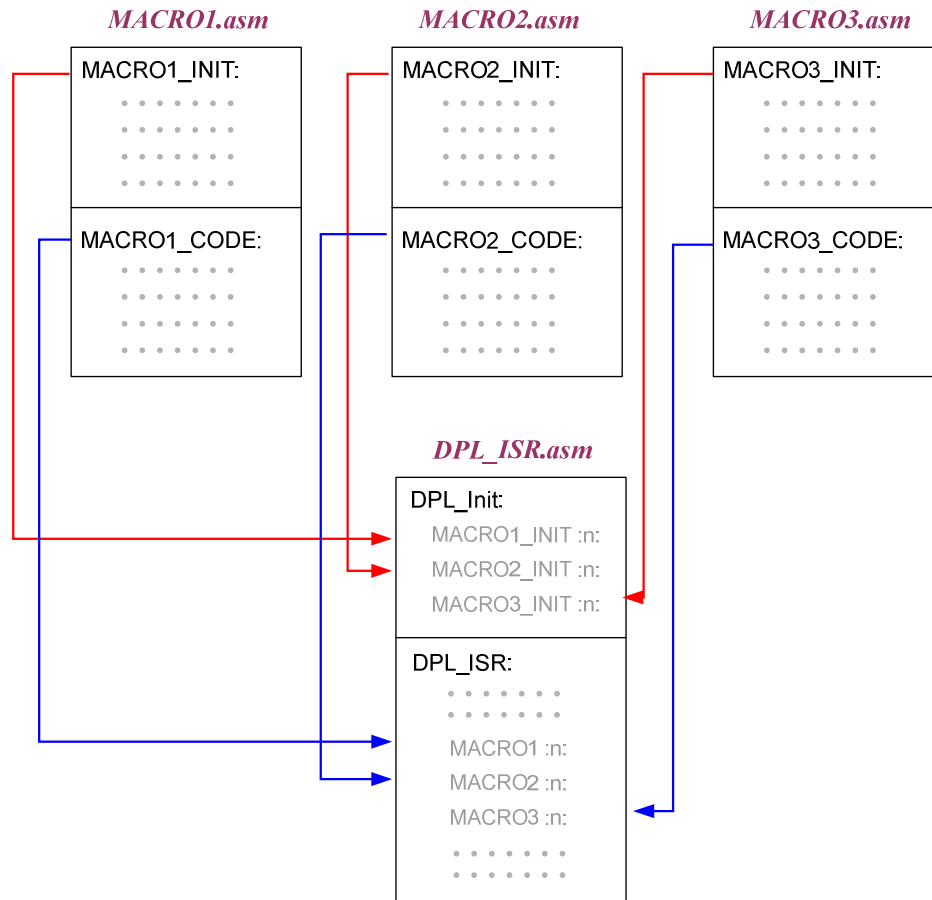 MACRO1.asm
MACRO2.asm
MACRO3.asm
MACRO1_INIT:
MACRO2_INIT:
MACRO3_INIT:
MACRO1_CODE:
MACRO2_CODE:
MACRO3_CODE:
DPL_ISR.asm
DPL_Init:
MACRO1_INIT :n:
MACRO2_INIT :n:
MACRO3_INIT :n:
DPL_ISR:
MACRO1 :n:
MACRO2 :n:
MACRO3 :n: